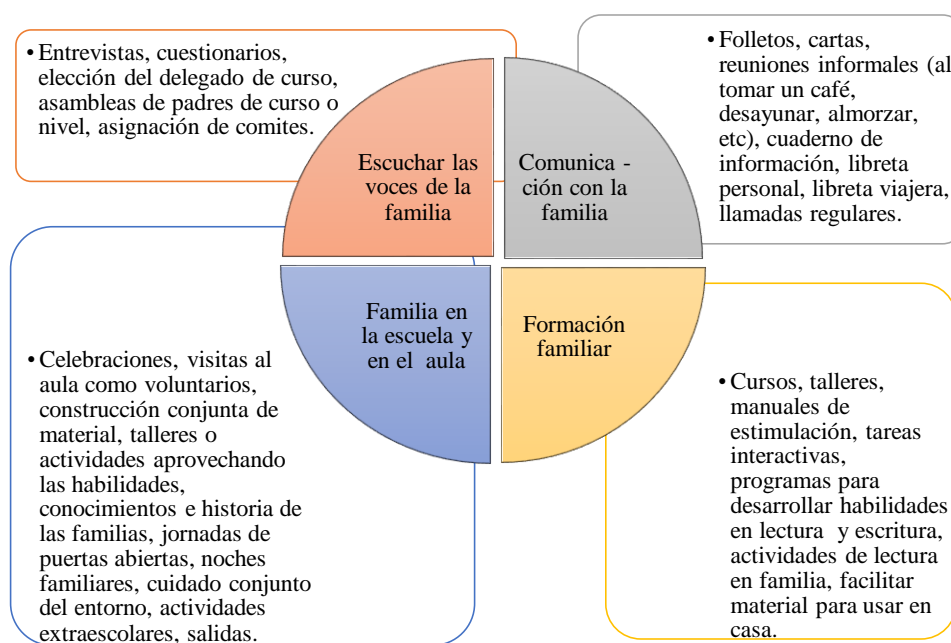 • Entrevistas, cuestionarios,
elección del delegado de curso,
asambleas de padres de curso o
nivel, asignación de comites.
Escuchar las
voces de la
familia
Comunica -
ción con la
familia
• Folletos, cartas,
reuniones informales (al
tomar un café,
desayunar, almorzar,
etc), cuaderno de
información, libreta
personal, libreta viajera,
llamadas regulares.
Familia en
la escuela y
en el aula
Formación
familiar
• Celebraciones, visitas al
aula como voluntarios,
construcción conjunta de
material, talleres o
actividades aprovechando
las habilidades,
conocimientos e historia de
las familias, jornadas de
puertas abiertas, noches
familiares, cuidado conjunto
del entorno, actividades
extraescolares, salidas.
• Cursos, talleres,
manuales de
estimulación, tareas
interactivas,
programas para
desarrollar habilidades
en lectura y escritura,
actividades de lectura
en familia, facilitar
material para usar en
casa.